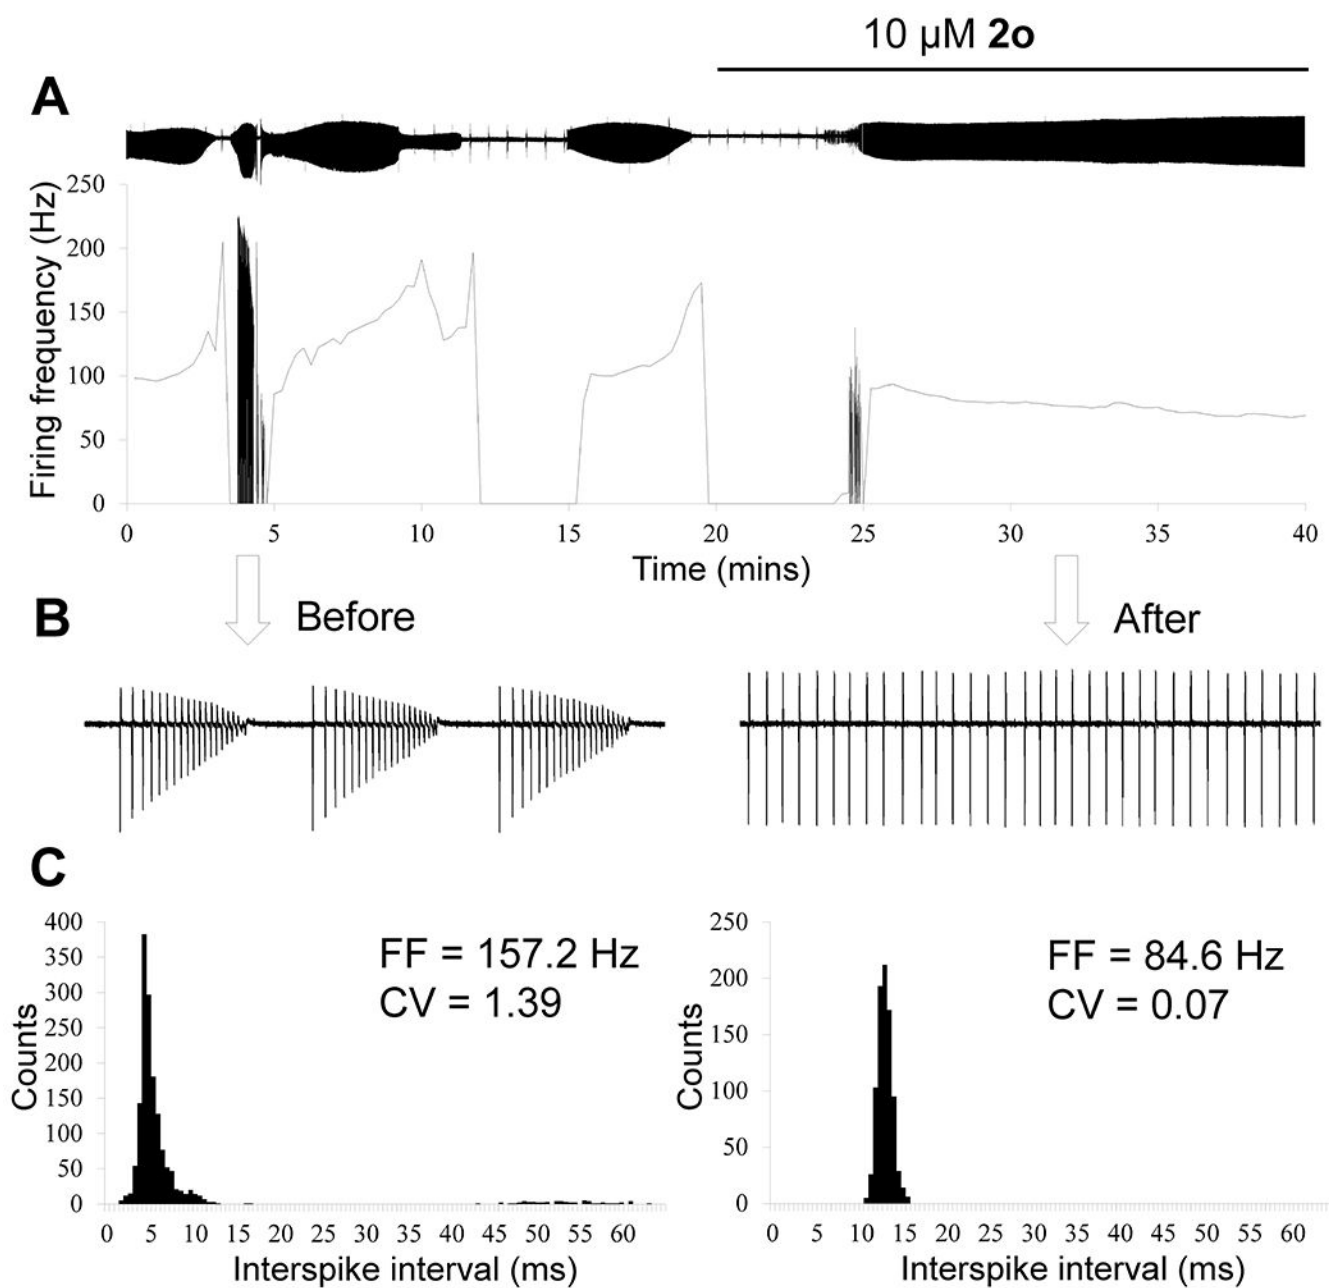 10 µM 2o
A
Firing frequency (Hz)
250
200
150
100
50
0
0 5 10 15 20 25 30 35 40
Time (mins)
B
Before
After
C
Counts
400
350
300
250
200
150
100
50
0
FF = 157.2 Hz
CV = 1.39
0 5 10 15 20 25 30 35 40 45 50 55 60
Interspike interval (ms)
Counts
250
200
150
100
50
0
FF = 84.6 Hz
CV = 0.07
0 5 10 15 20 25 30 35 40 45 50 55 60
Interspike interval (ms)